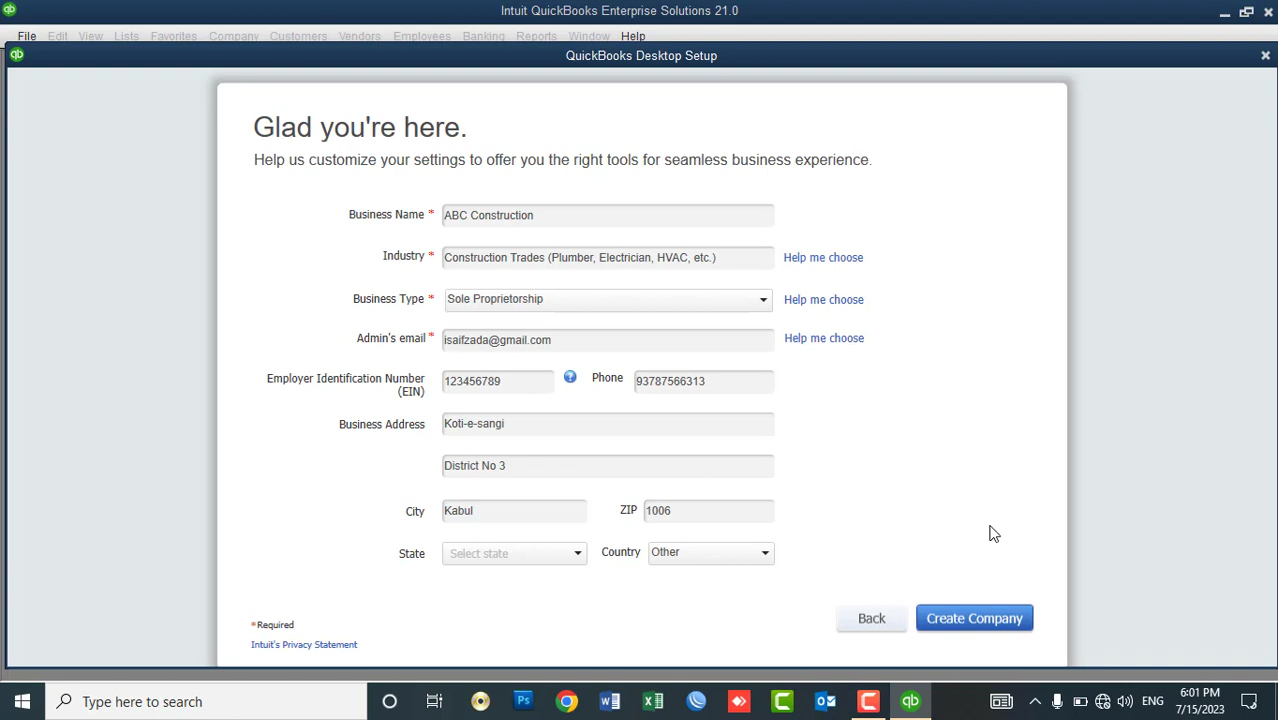 Intuit QuickBooks Enterprise Solutions 21.0
File Edit View Lists Favorites Company Customers Vendors Employees Banking Reports Window Help
QuickBooks Desktop Setup
Glad you're here.
Help us customize your settings to offer you the right tools for seamless business experience.
Business Name * ABC Construction
Industry * Construction Trades (Plumber, Electrician, HVAC, etc.) Help me choose
Business Type * Sole Proprietorship Help me choose
Admin's email * isaifzada@gmail.com Help me choose
Employer Identification Number (EIN) 123456789 ? Phone 93787566313
Business Address Koti-e-sangi
District No 3
City Kabul ZIP 1006
State Select state Country Other
Back Create Company
*Required
Intuit's Privacy Statement
Type here to search ENG 6:01 PM
7/15/2023